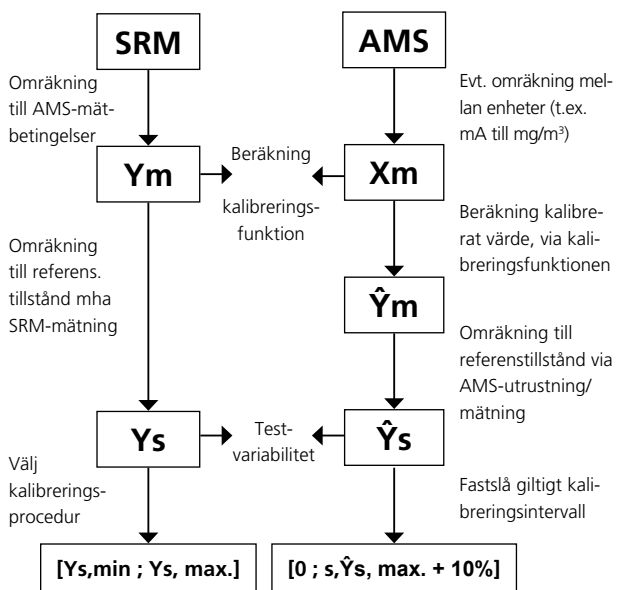 SRM
AMS
Omräkning
till AMS-mät-
betingelser
Evt. omräkning mel-
lan enheter (t.ex.
mA till mg/m³)
Ym
Beräkning
kalibrerings-
funktion
Xm
Omräkning
till referens.
tillstånd mha
SRM-mätning
Beräkning kalibre-
rat värde, via kali-
breringsfunktionen
Ŷm
Omräkning till
referenstillstånd via
AMS-utrustning/
mätning
Ys
Test-
variabilitet
Ŷs
Välj
kalibrerings-
procedur
Fastslå giltigt kali-
breringsintervall
[Ys,min ; Ys, max.]
[0 ; s,Ŷs, max. + 10%]